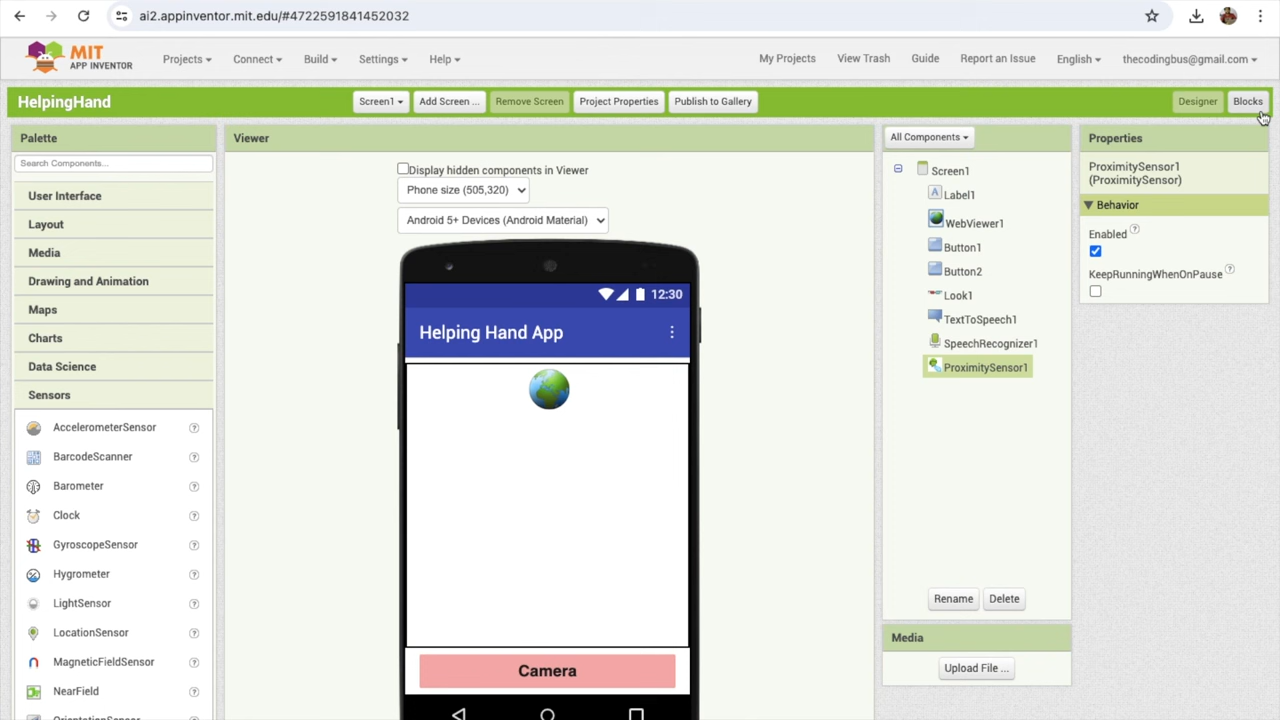 ai2.appinventor.mit.edu/#4722591841452032
MIT
APP INVENTOR
Projects
Connect
Build
Settings
Help
My Projects
View Trash
Guide
Report an Issue
English
thecodingbus@gmail.com
HelpingHand
Screen1
Add Screen ...
Remove Screen
Project Properties
Publish to Gallery
Designer
Blocks
Palette
Search Components...
User Interface
Layout
Media
Drawing and Animation
Maps
Charts
Data Science
Sensors
AccelerometerSensor ?
BarcodeScanner ?
Barometer ?
Clock ?
GyroscopeSensor ?
Hygrometer ?
LightSensor ?
LocationSensor ?
MagneticFieldSensor ?
NearField ?
Viewer
Display hidden components in Viewer
Phone size (505,320)
Android 5+ Devices (Android Material)
12:30
Helping Hand App
Camera
All Components
Screen1
A Label1
WebViewer1
Button1
Button2
Look1
TextToSpeech1
SpeechRecognizer1
ProximitySensor1
Rename
Delete
Media
Upload File ...
Properties
ProximitySensor1
(ProximitySensor)
Behavior
Enabled ?
KeepRunningWhenOnPause ?